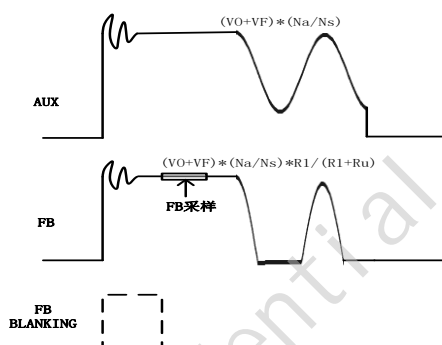 (VO+VF)*(Na/Ns)
AUX
(VO+VF)*(Na/Ns)*R1/(R1+Ru)
FB采样
FB
FB
BLANKING
ential